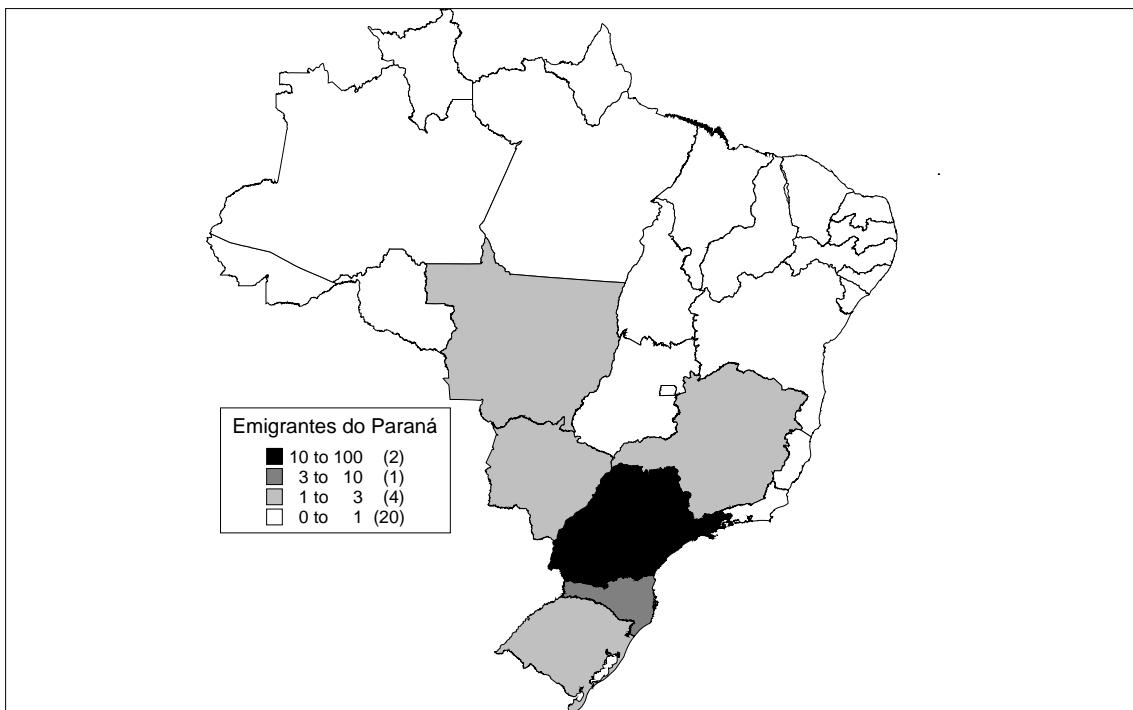 Emigrantes do Paraná
10 to 100 (2)
3 to 10 (1)
1 to 3 (4)
0 to 1 (20)